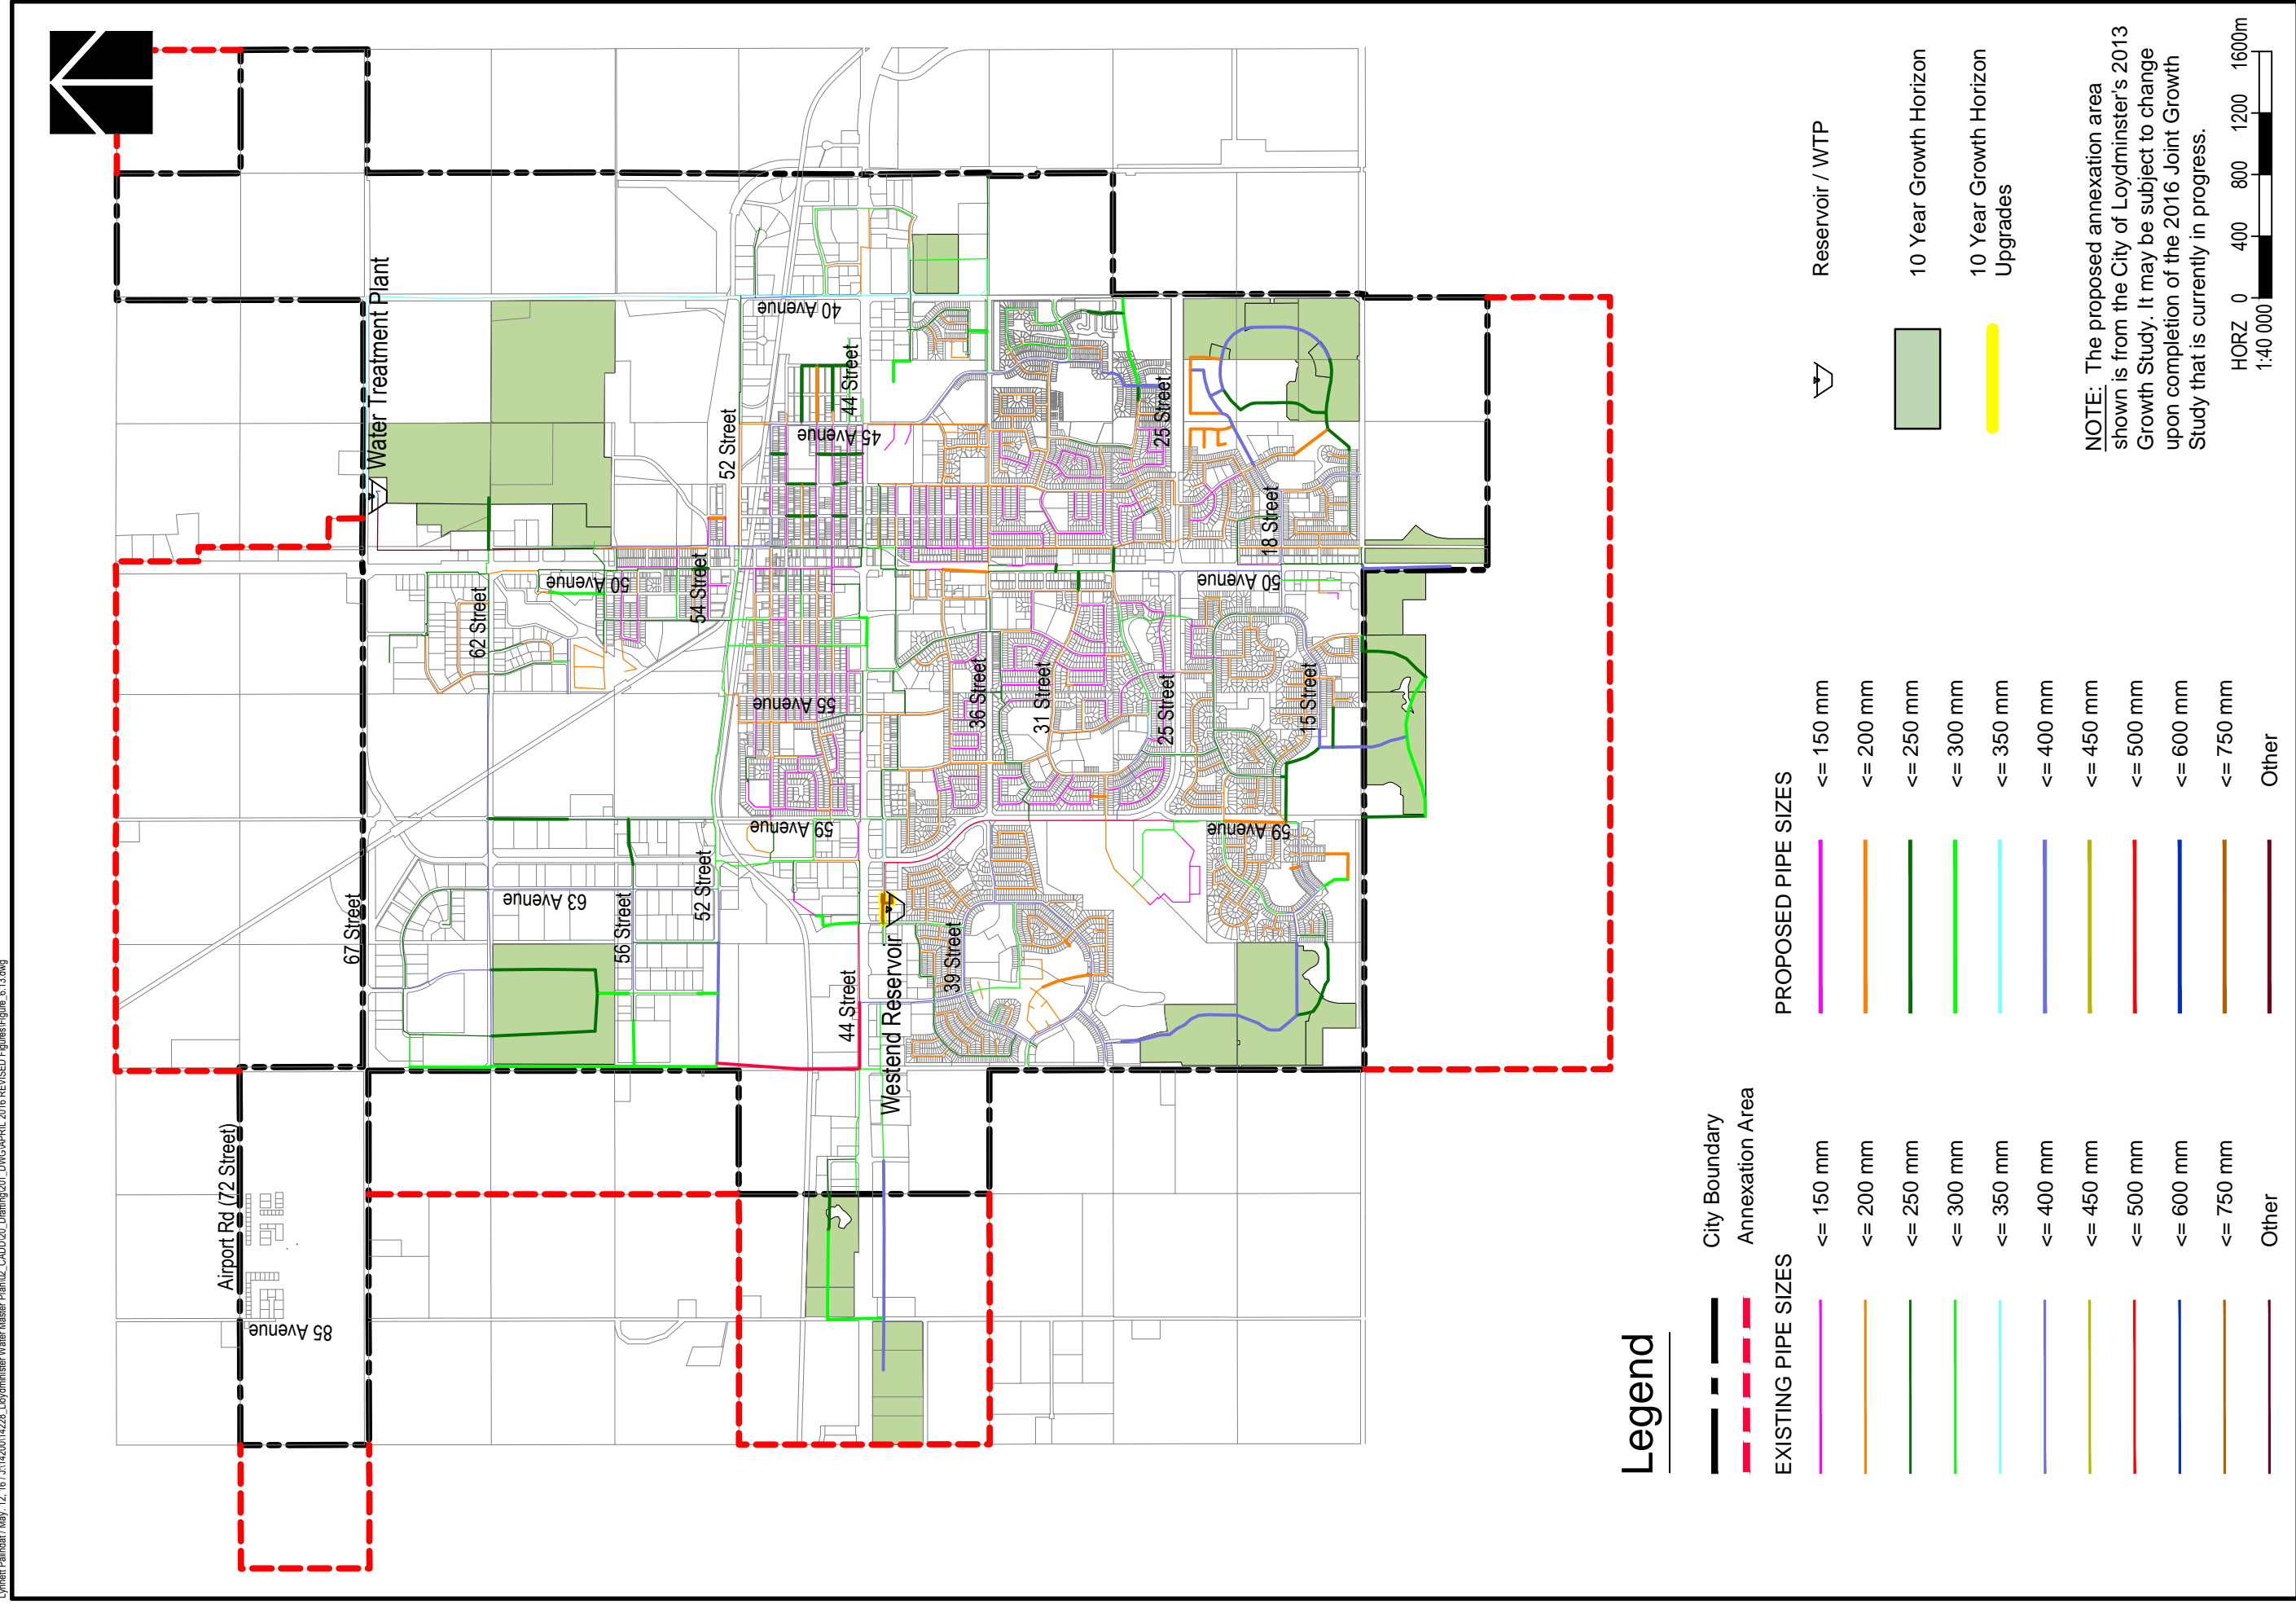 Airport Rd (72 Street)
85 Avenue
67 Street
Water Treatment Plant
62 Street
50 Avenue
63 Avenue
56 Street
54 Street
52 Street
52 Street
40 Avenue
45 Avenue
44 Street
55 Avenue
59 Avenue
44 Street
Westend Reservoir
39 Street
36 Street
31 Street
25 Street
25 Street
50 Avenue
59 Avenue
18 Street
15 Street
Legend
City Boundary
Annexation Area
EXISTING PIPE SIZES
<= 150 mm
<= 200 mm
<= 250 mm
<= 300 mm
<= 350 mm
<= 400 mm
<= 450 mm
<= 500 mm
<= 600 mm
<= 750 mm
Other
PROPOSED PIPE SIZES
<= 150 mm
<= 200 mm
<= 250 mm
<= 300 mm
<= 350 mm
<= 400 mm
<= 450 mm
<= 500 mm
<= 600 mm
<= 750 mm
Other
Reservoir / WTP
10 Year Growth Horizon
10 Year Growth Horizon
Upgrades
NOTE: The proposed annexation area
shown is from the City of Loydminster's 2013
Growth Study. It may be subject to change
upon completion of the 2016 Joint Growth
Study that is currently in progress.
HORZ 0 400 800 1200 1600m
1:40 000